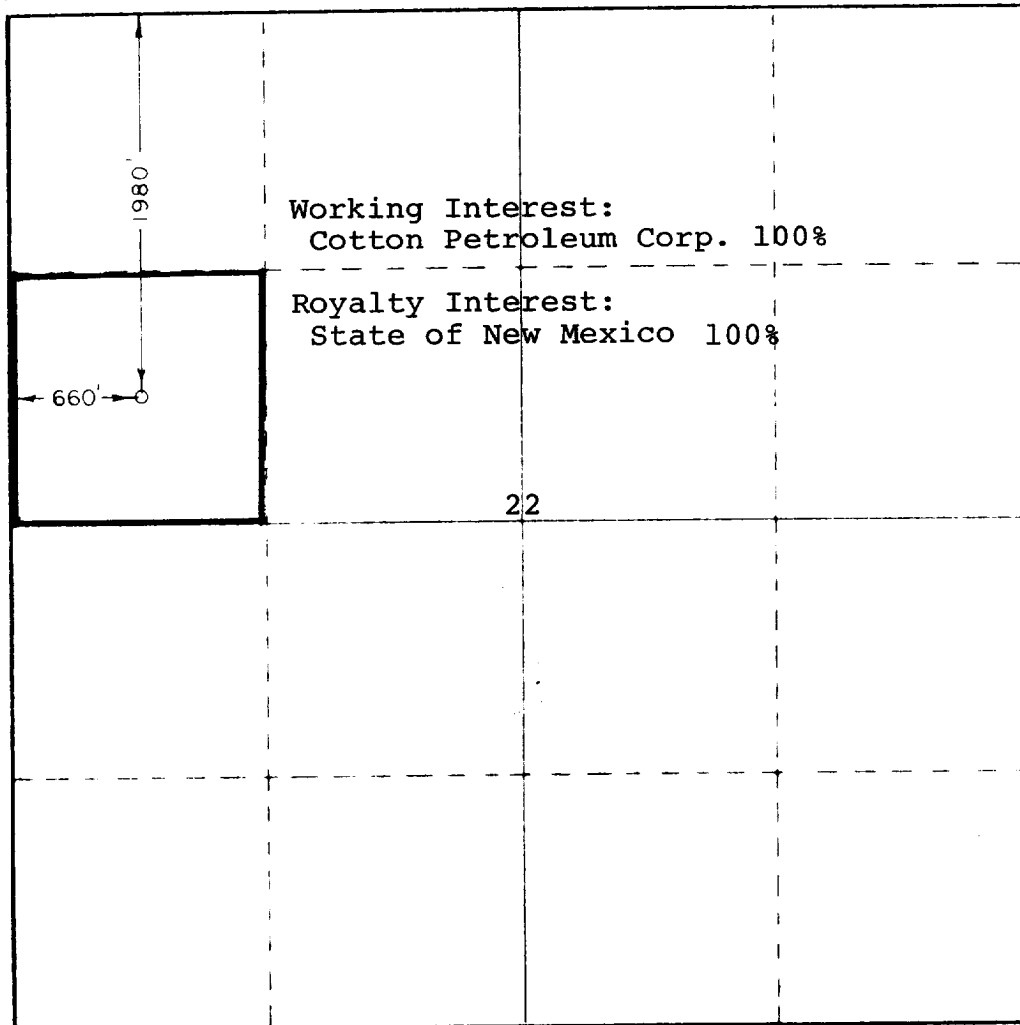 1980'
Working Interest:
Cotton Petroleum Corp. 100%
Royalty Interest:
State of New Mexico 100%
660'
22